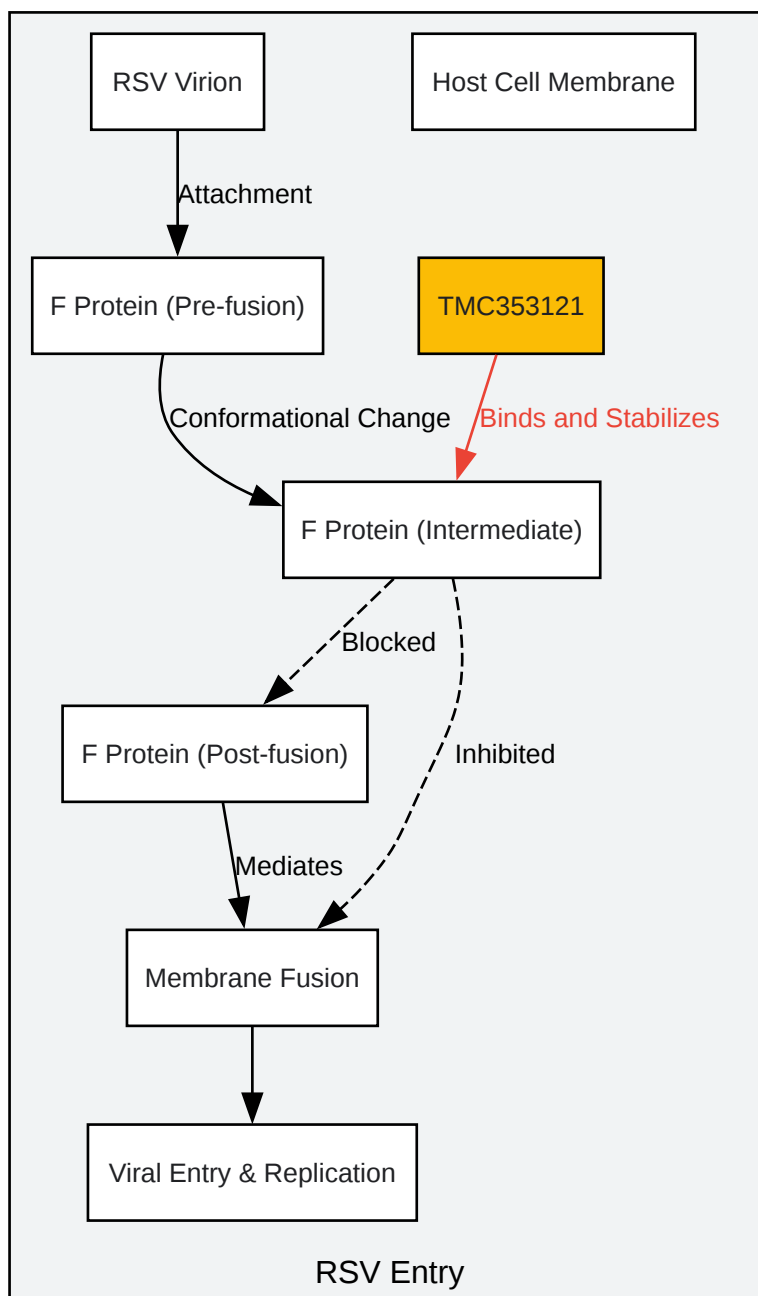 RSV Virion
Host Cell Membrane
Attachment
F Protein (Pre-fusion)
TMC353121
Conformational Change
Binds and Stabilizes
F Protein (Intermediate)
Blocked
F Protein (Post-fusion)
Inhibited
Mediates
Membrane Fusion
Viral Entry & Replication
RSV Entry